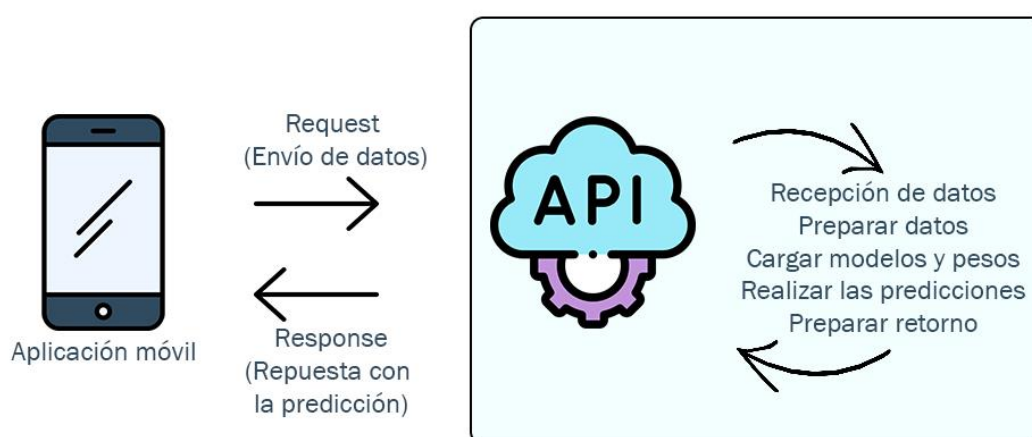 Request
(Envío de datos)
Aplicación móvil
Response
(Repuesta con
la predicción)
API
Recepción de datos
Preparar datos
Cargar modelos y pesos
Realizar las predicciones
Preparar retorno